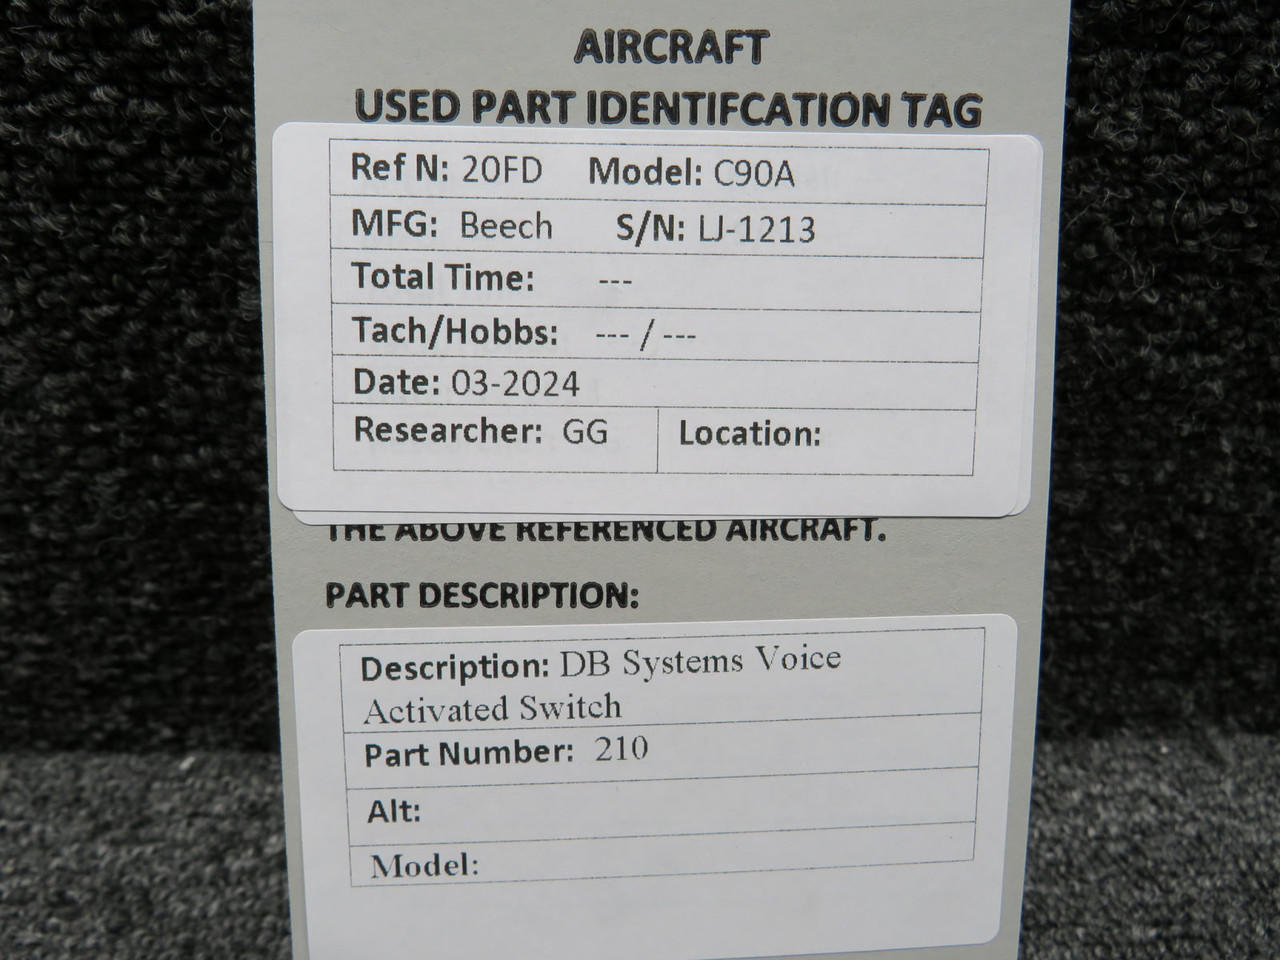 AIRCRAFT
USED PART IDENTIFCATION TAG
Ref N: 20FD Model: C90A
MFG: Beech S/N: LJ-1213
Total Time: ---
Tach/Hobbs: --- / ---
Date: 03-2024
Researcher: GG Location:
THE ABOVE REFERENCED AIRCRAFT.
PART DESCRIPTION:
Description: DB Systems Voice
Activated Switch
Part Number: 210
Alt:
Model: